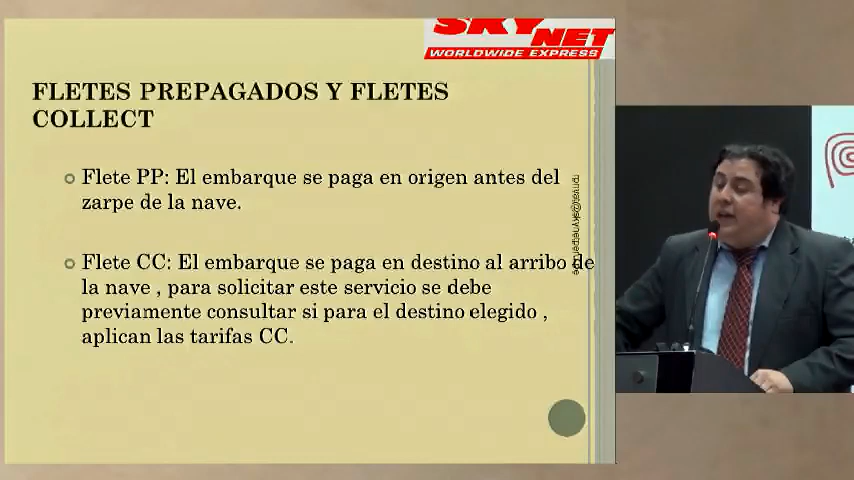 SKY
NET
WORLDWIDE EXPRESS
FLETES PREPAGADOS Y FLETES
COLLECT
Flete PP: El embarque se paga en origen antes del
zarpe de la nave.
Flete CC: El embarque se paga en destino al arribo de
la nave , para solicitar este servicio se debe
previamente consultar si para el destino elegido ,
aplican las tarifas CC.